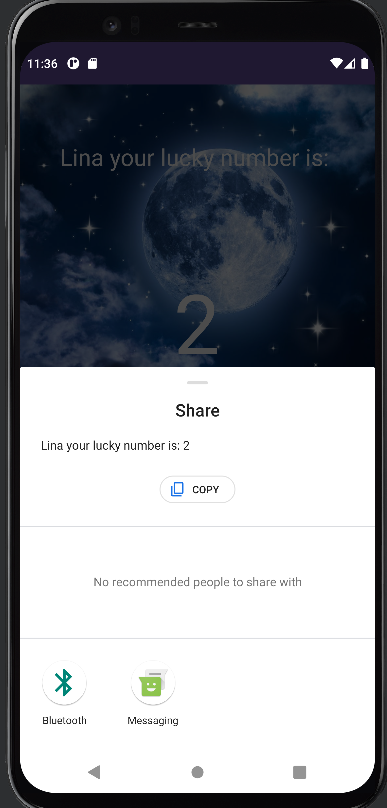 11:36
Lina your lucky number is:
2
Share
Lina your lucky number is: 2
COPY
No recommended people to share with
Bluetooth
Messaging